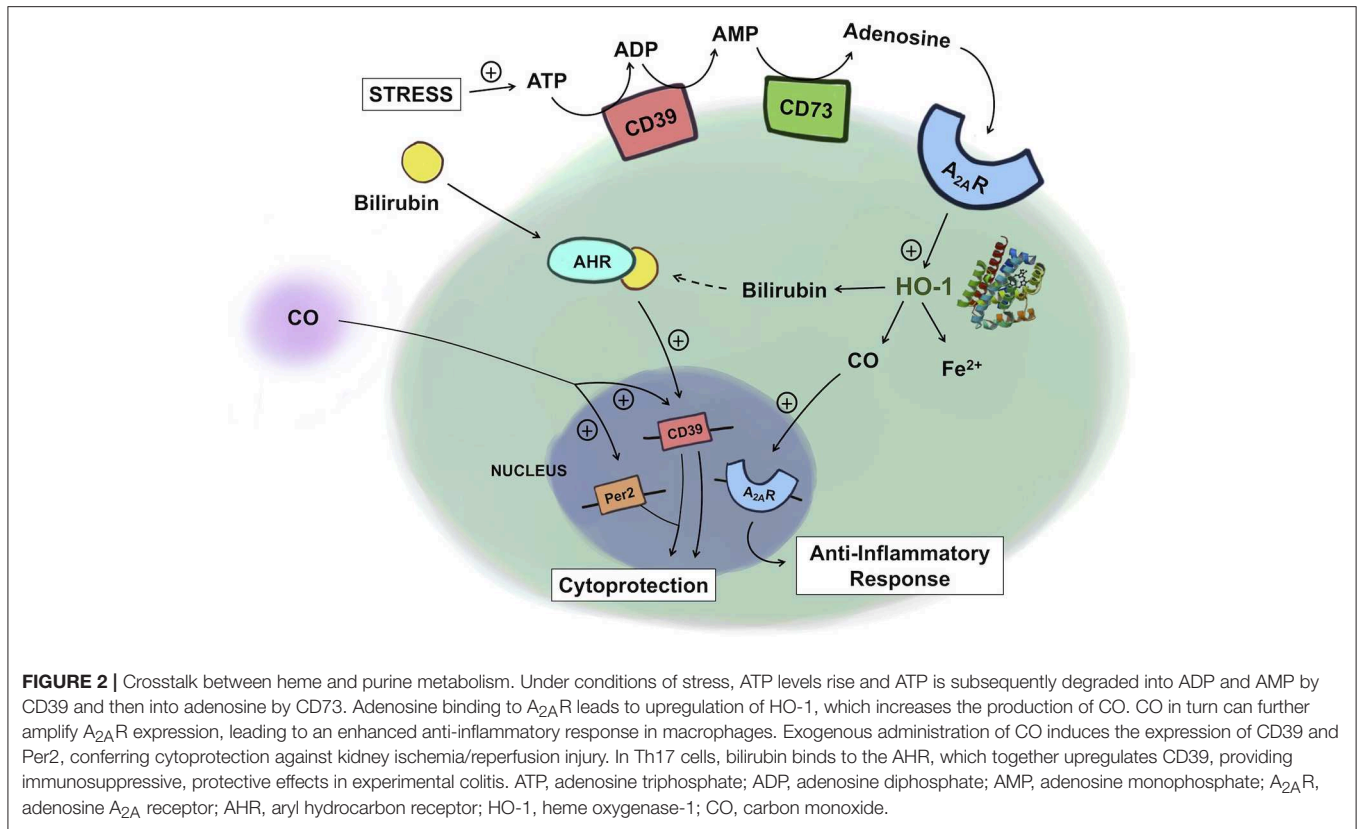 AMP
Adenosine
ADP
STRESS
⊕
ATP
CD39
CD73
A₂ₐR
Bilirubin
AHR
⊕
Bilirubin
HO-1
CO
⊕
CO
Fe²⁺
⊕
⊕
⊕
CD39
NUCLEUS
Per2
A₂ₐR
Cytoprotection
Anti-Inflammatory
Response
FIGURE 2 | Crosstalk between heme and purine metabolism. Under conditions of stress, ATP levels rise and ATP is subsequently degraded into ADP and AMP by
CD39 and then into adenosine by CD73. Adenosine binding to A₂ₐR leads to upregulation of HO-1, which increases the production of CO. CO in turn can further
amplify A₂ₐR expression, leading to an enhanced anti-inflammatory response in macrophages. Exogenous administration of CO induces the expression of CD39 and
Per2, conferring cytoprotection against kidney ischemia/reperfusion injury. In Th17 cells, bilirubin binds to the AHR, which together upregulates CD39, providing
immunosuppressive, protective effects in experimental colitis. ATP, adenosine triphosphate; ADP, adenosine diphosphate; AMP, adenosine monophosphate; A₂ₐR,
adenosine A₂ₐ receptor; AHR, aryl hydrocarbon receptor; HO-1, heme oxygenase-1; CO, carbon monoxide.